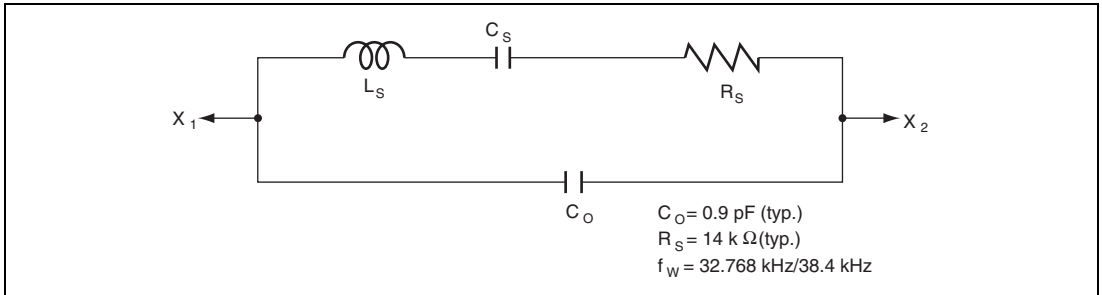 C S
L S
R S
X 1
X 2
C O
C O = 0.9 pF (typ.)
R S = 14 k Ω (typ.)
f W = 32.768 kHz/38.4 kHz